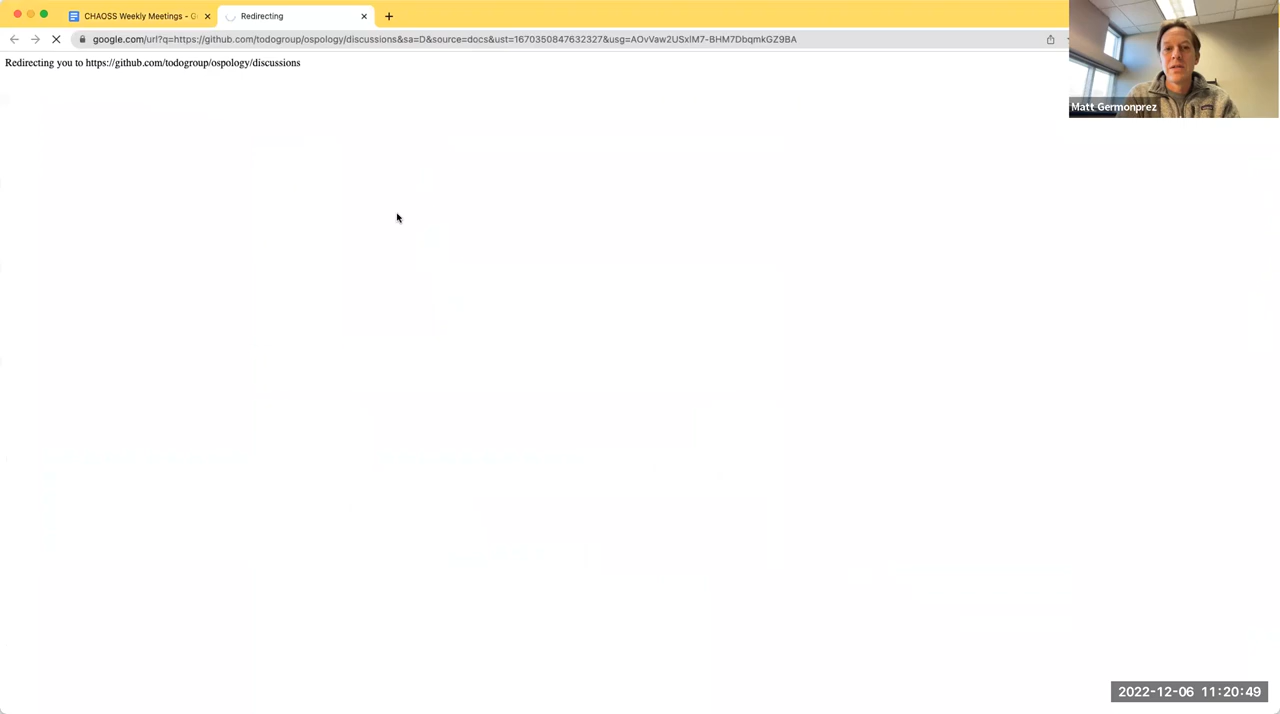 CHAOSS Weekly Meetings - G
Redirecting
google.com/url?q=https://github.com/todogroup/ospology/discussions&sa=D&source=docs&ust=1670350847632327&usg=AOvVaw2USxIM7-BHM7DbqmkGZ9BA
Redirecting you to https://github.com/todogroup/ospology/discussions
Matt Germonprez
2022-12-06 11:20:49